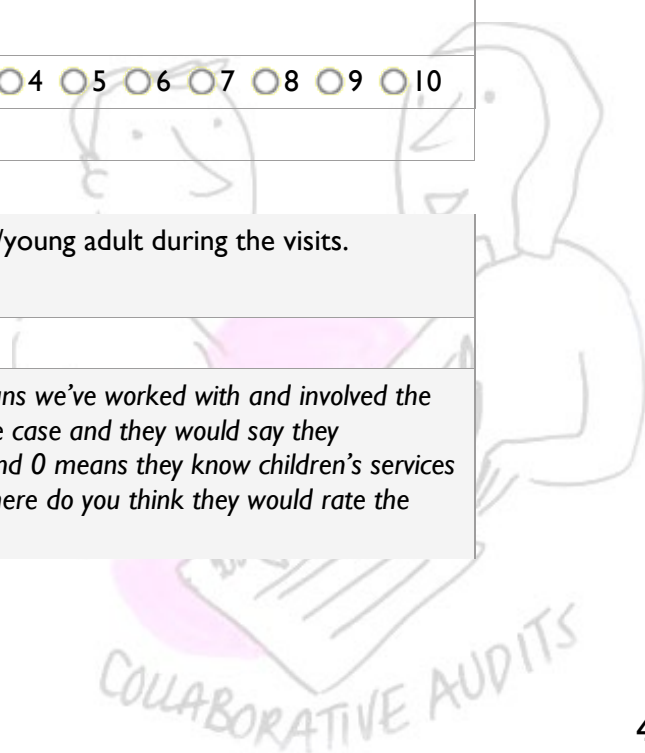 4 5 6 7 8 9 10
/young adult during the visits.
ns we've worked with and involved the
e case and they would say they
nd 0 means they know children's services
here do you think they would rate the
COLLABORATIVE AUDITS
4